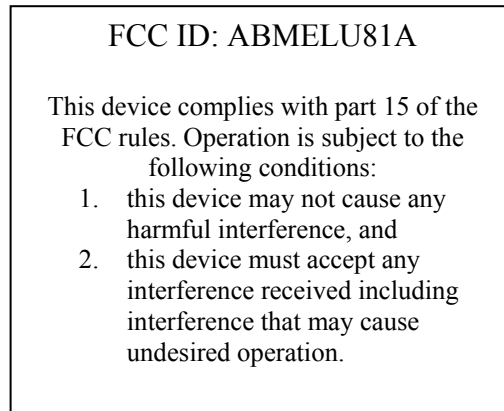 FCC ID: ABMELU81A
This device complies with part 15 of the
FCC rules. Operation is subject to the
following conditions:
1. this device may not cause any
harmful interference, and
2. this device must accept any
interference received including
interference that may cause
undesired operation.